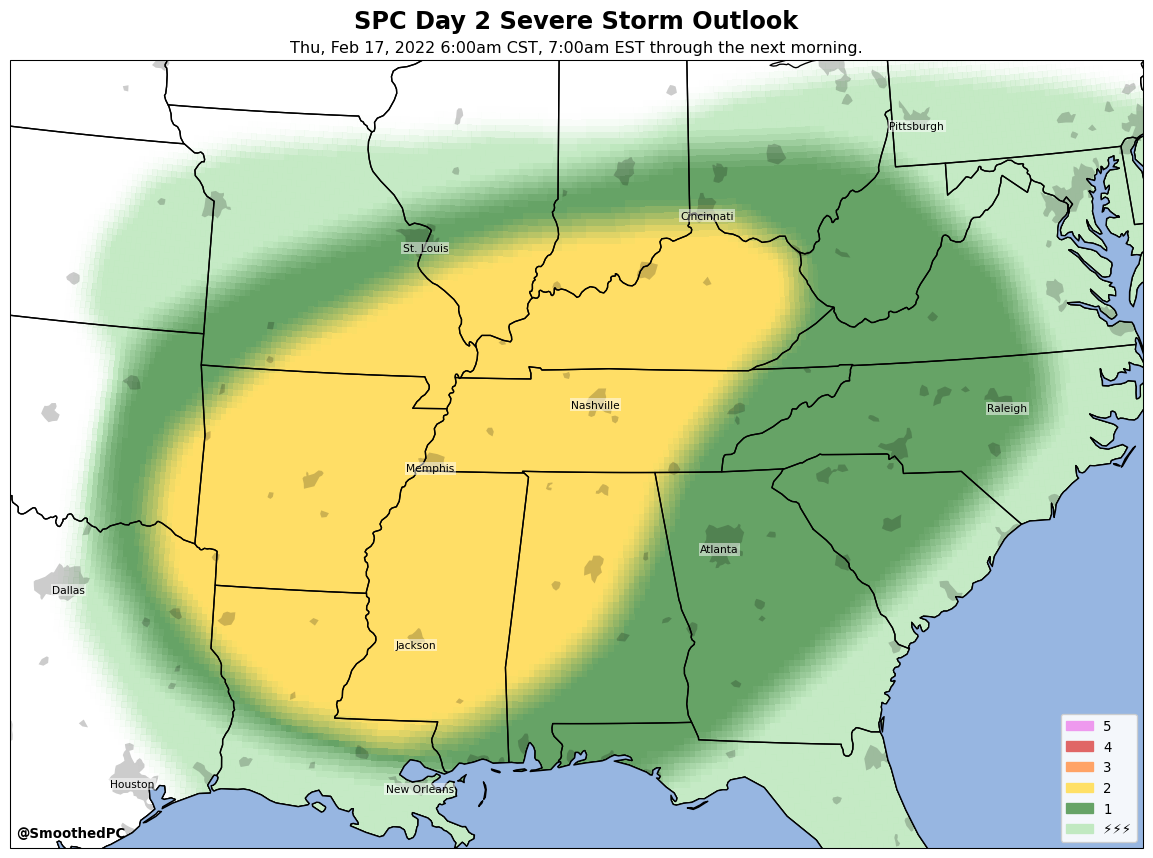 SPC Day 2 Severe Storm Outlook
Thu, Feb 17, 2022 6:00am CST, 7:00am EST through the next morning.
Pittsburgh
Cincinnati
St. Louis
Nashville
Raleigh
Memphis
Atlanta
Dallas
Jackson
Houston
New Orleans
5
4
3
2
1
⚡⚡⚡
@SmoothedPC